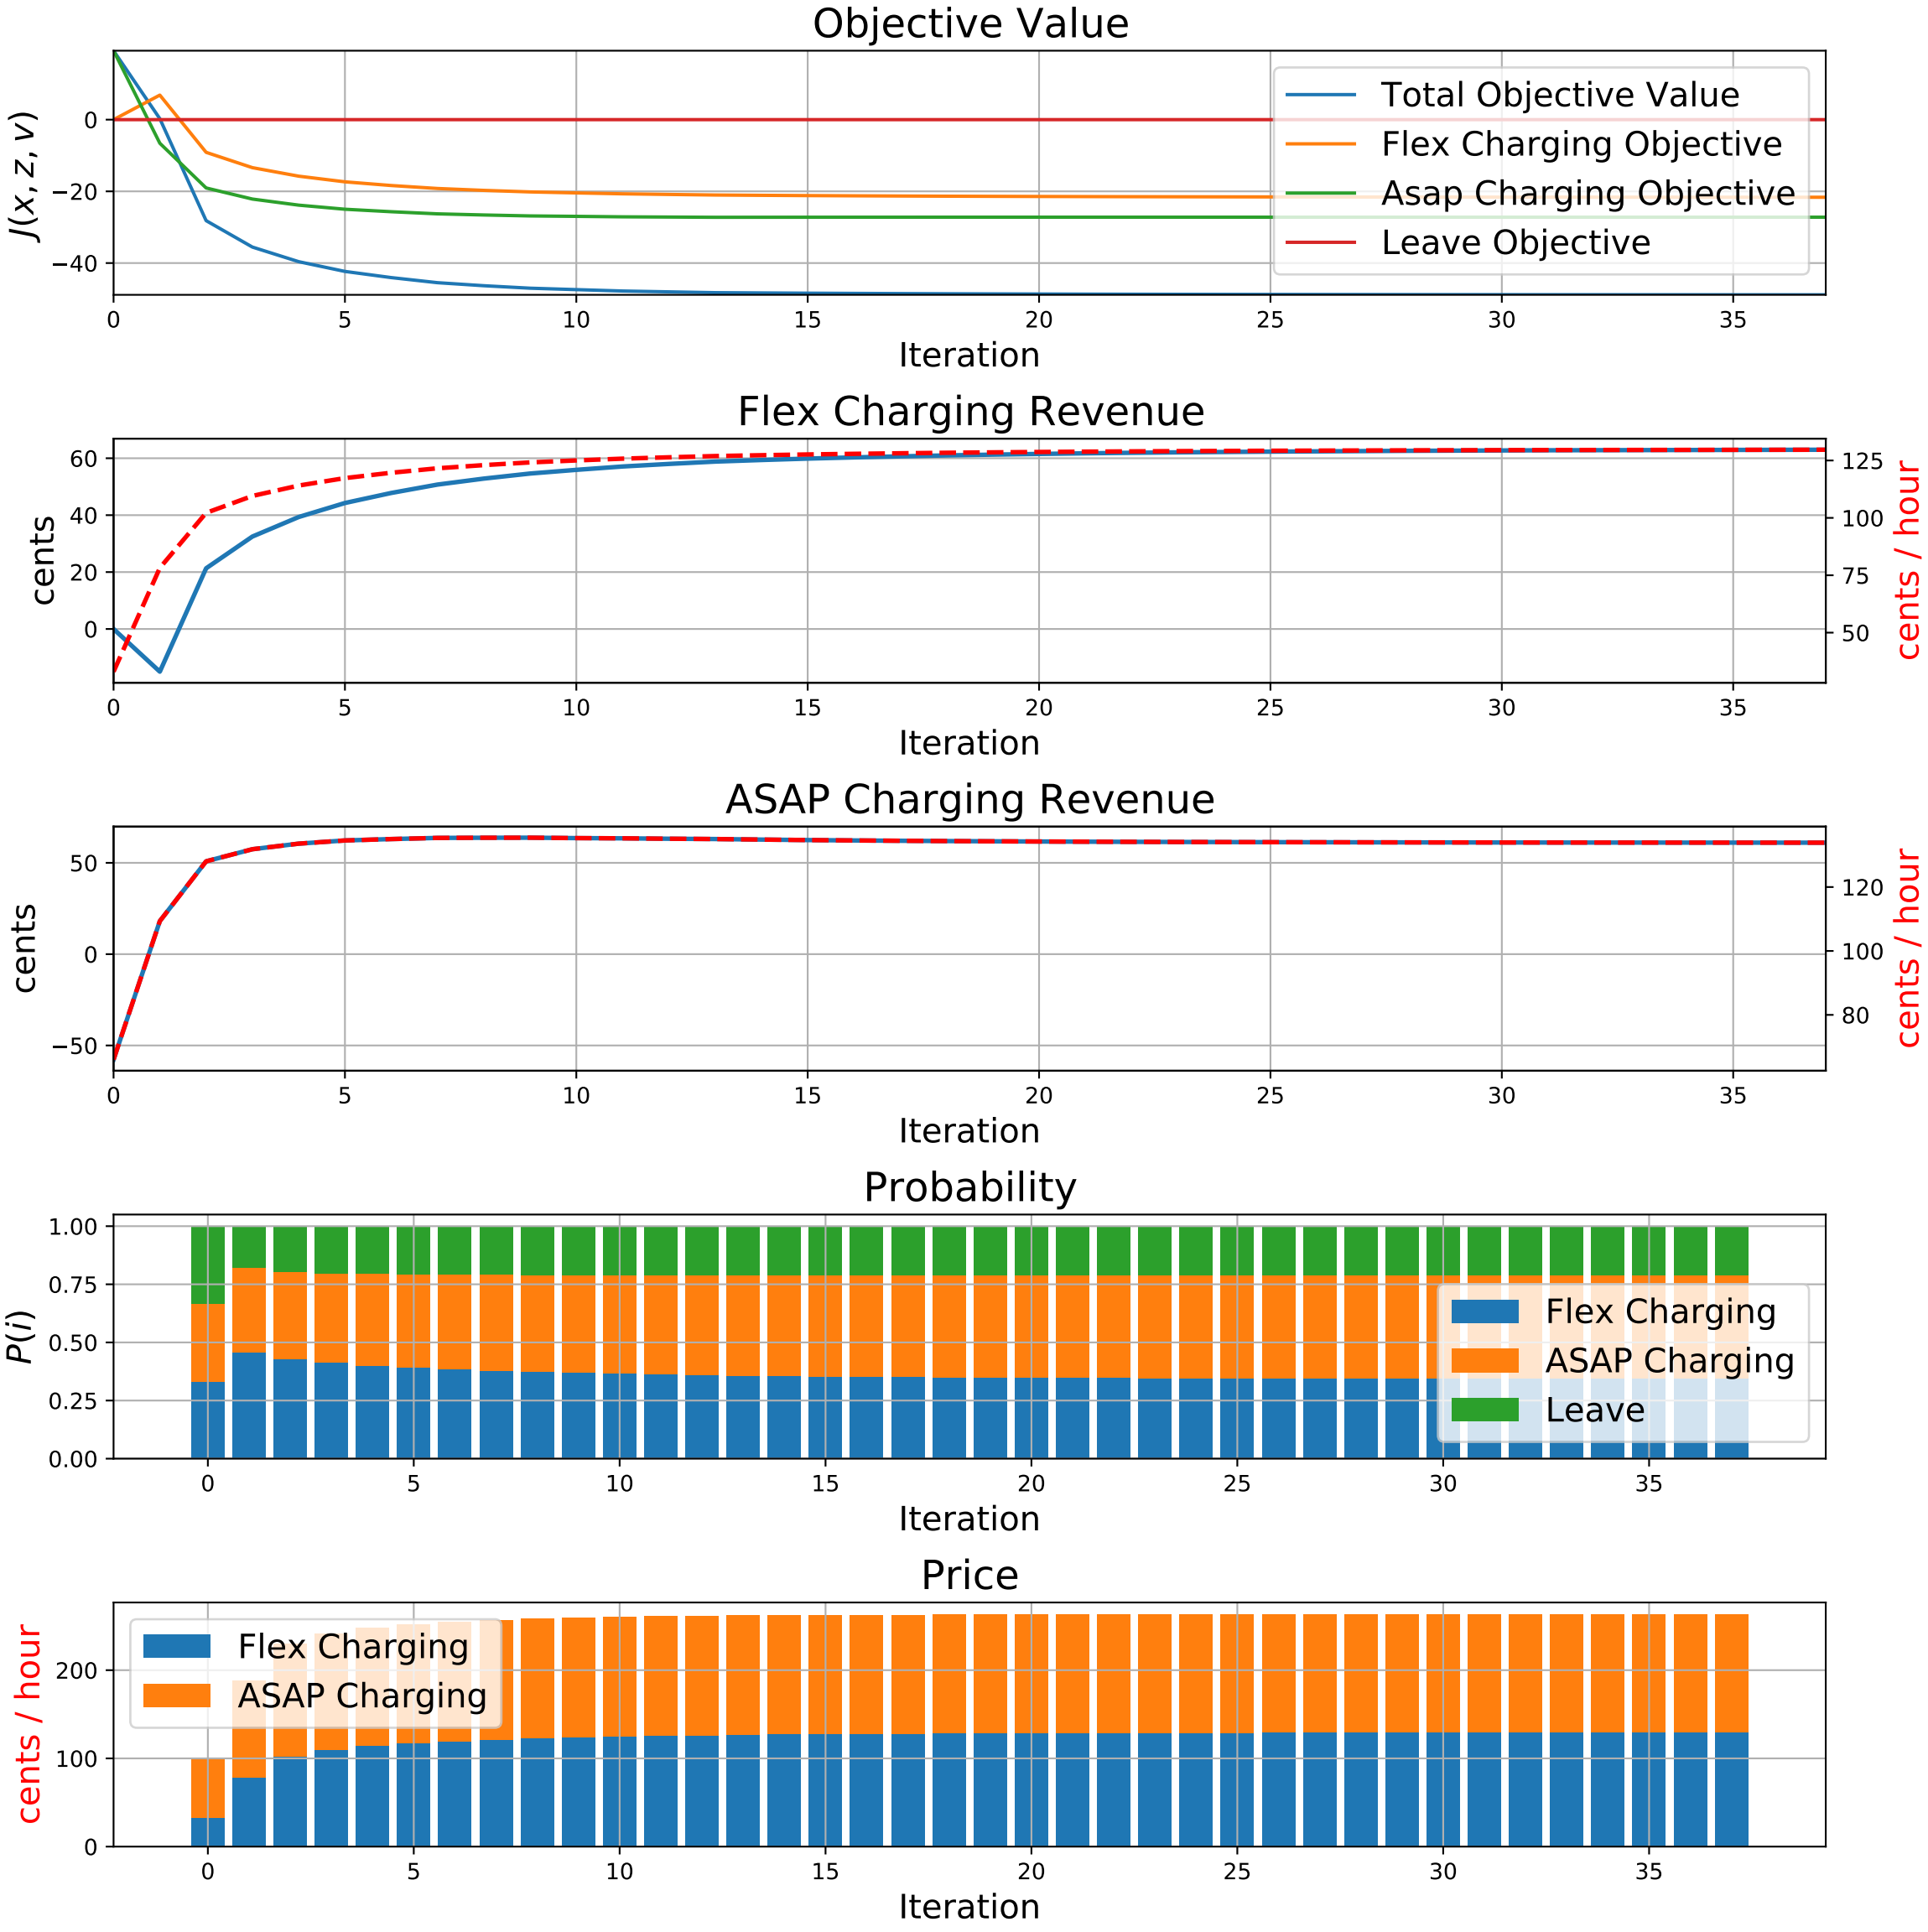 Objective Value
J(x, z, v)
0
−20
−40
Total Objective Value
Flex Charging Objective
Asap Charging Objective
Leave Objective
0 5 10 15 20 25 30 35
Iteration
Flex Charging Revenue
cents
60
40
20
0
125
100
75
50
cents / hour
0 5 10 15 20 25 30 35
Iteration
ASAP Charging Revenue
cents
50
0
−50
120
100
80
cents / hour
0 5 10 15 20 25 30 35
Iteration
Probability
P(i)
1.00
0.75
0.50
0.25
0.00
Flex Charging
ASAP Charging
Leave
0 5 10 15 20 25 30 35
Iteration
Price
cents / hour
200
100
0
Flex Charging
ASAP Charging
0 5 10 15 20 25 30 35
Iteration